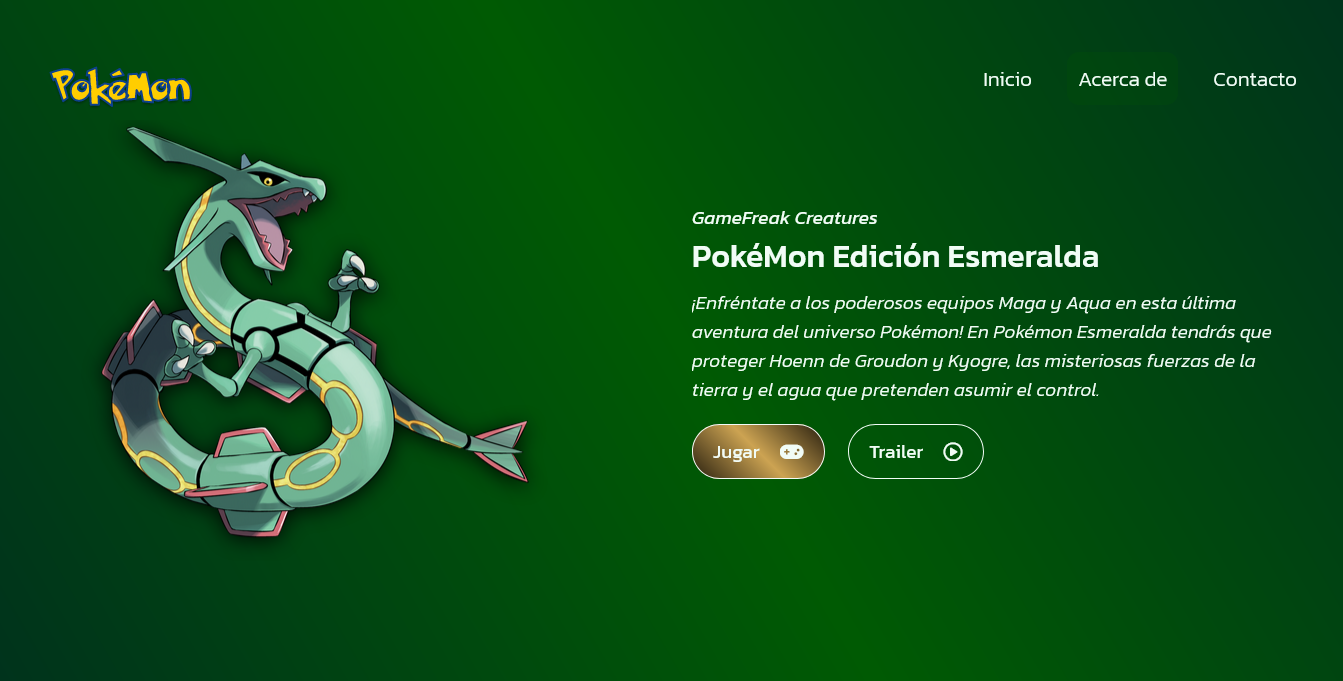 PokéMon
Inicio
Acerca de
Contacto
GameFreak Creatures
PokéMon Edición Esmeralda
¡Enfréntate a los poderosos equipos Maga y Aqua en esta última
aventura del universo Pokémon! En Pokémon Esmeralda tendrás que
proteger Hoenn de Groudon y Kyogre, las misteriosas fuerzas de la
tierra y el agua que pretenden asumir el control.
Jugar
Trailer